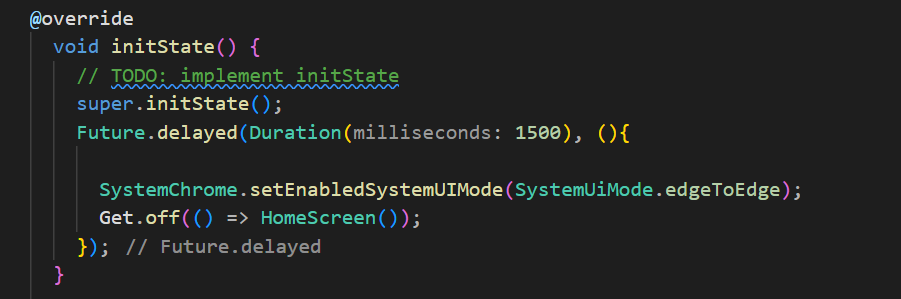 @override
void initState() {
// TODO: implement initState
super.initState();
Future.delayed(Duration(milliseconds: 1500), (){
SystemChrome.setEnabledSystemUIMode(SystemUiMode.edgeToEdge);
Get.off(() => HomeScreen());
}); // Future.delayed
}